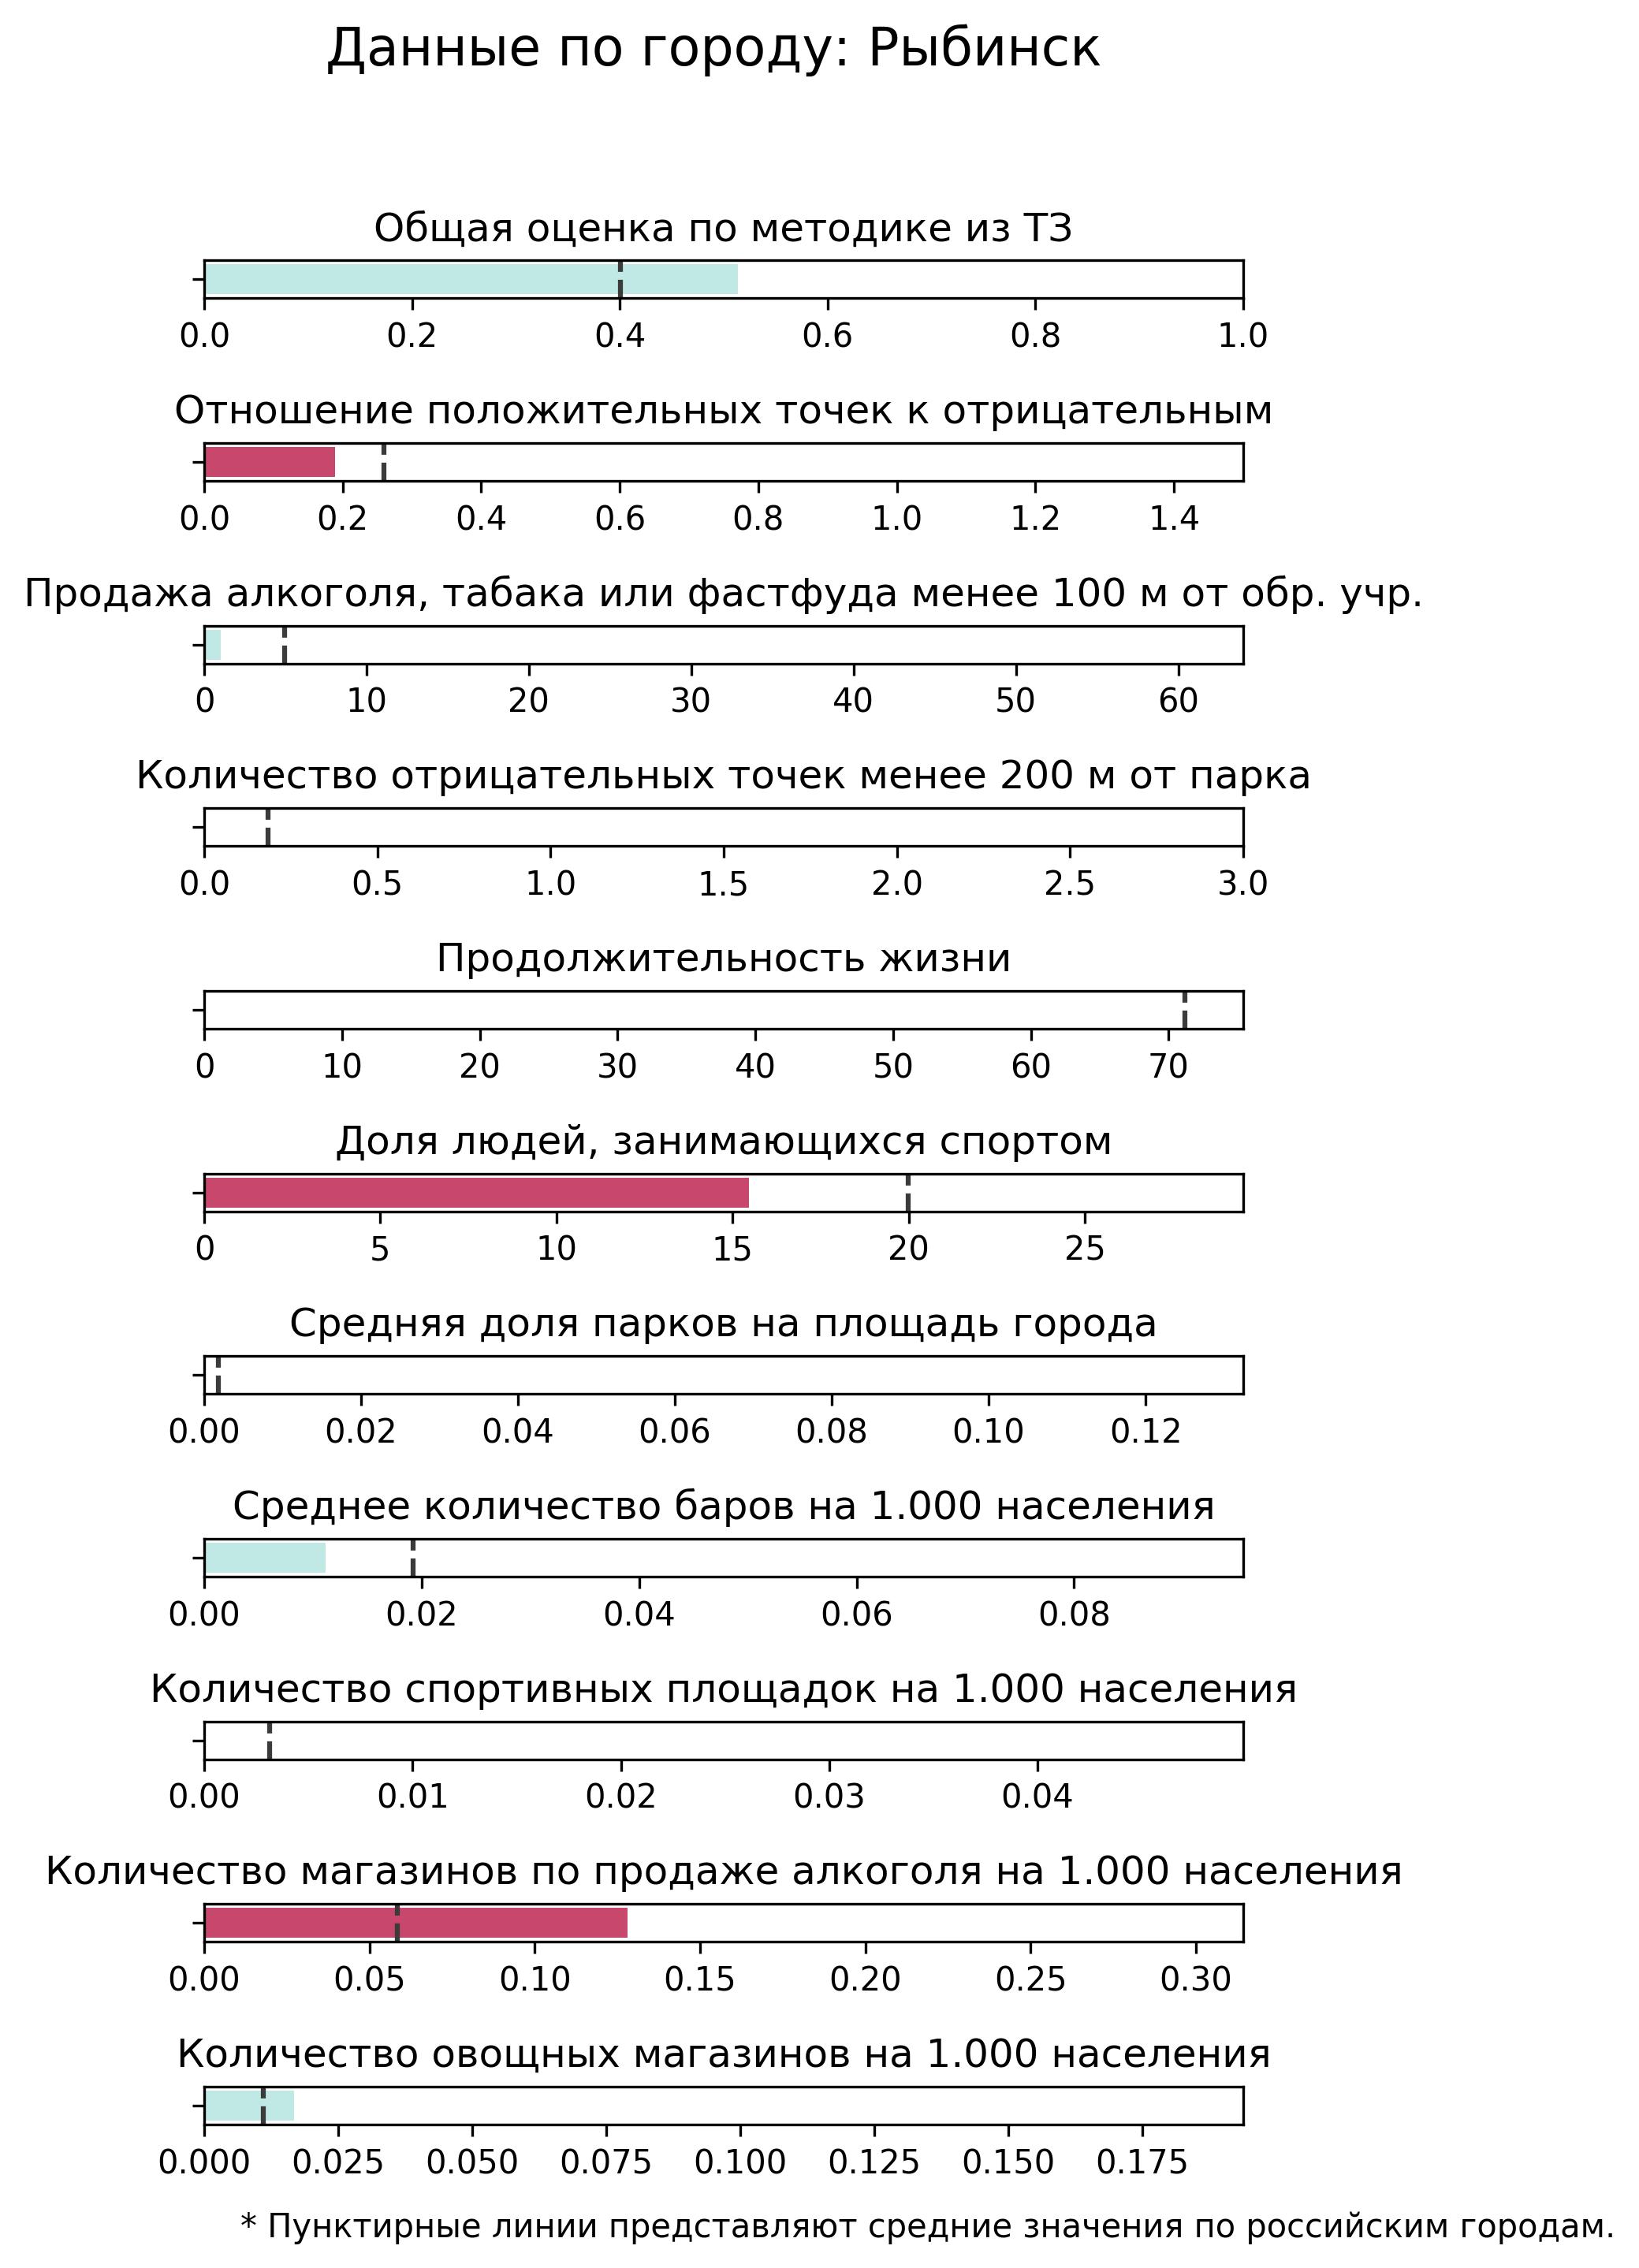 Данные по городу: Рыбинск
Общая оценка по методике из ТЗ
0.0 0.2 0.4 0.6 0.8 1.0
Отношение положительных точек к отрицательным
0.0 0.2 0.4 0.6 0.8 1.0 1.2 1.4
Продажа алкоголя, табака или фастфуда менее 100 м от обр. учр.
0 10 20 30 40 50 60
Количество отрицательных точек менее 200 м от парка
0.0 0.5 1.0 1.5 2.0 2.5 3.0
Продолжительность жизни
0 10 20 30 40 50 60 70
Доля людей, занимающихся спортом
0 5 10 15 20 25
Средняя доля парков на площадь города
0.00 0.02 0.04 0.06 0.08 0.10 0.12
Среднее количество баров на 1.000 населения
0.00 0.02 0.04 0.06 0.08
Количество спортивных площадок на 1.000 населения
0.00 0.01 0.02 0.03 0.04
Количество магазинов по продаже алкоголя на 1.000 населения
0.00 0.05 0.10 0.15 0.20 0.25 0.30
Количество овощных магазинов на 1.000 населения
0.000 0.025 0.050 0.075 0.100 0.125 0.150 0.175
* Пунктирные линии представляют средние значения по российским городам.